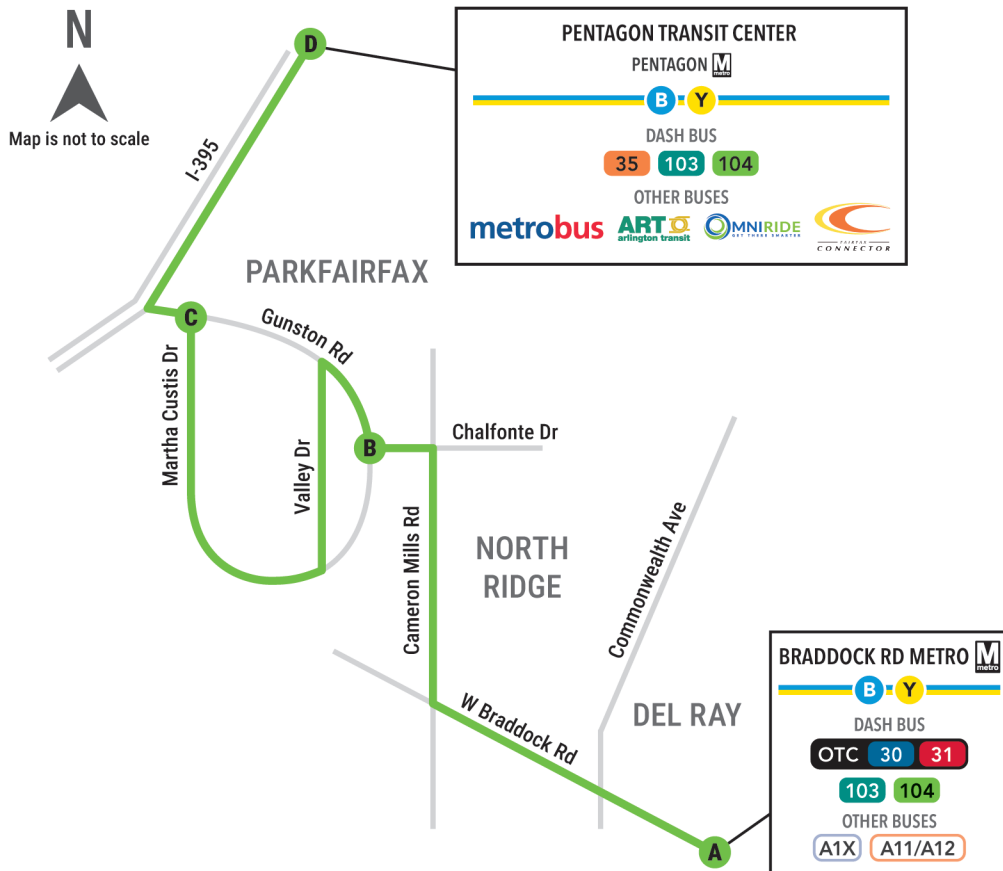 N
Map is not to scale
D
I-395
PENTAGON TRANSIT CENTER
PENTAGON M metro
B Y
DASH BUS
35 103 104
OTHER BUSES
metrobus ART arlington transit OMNIRIDE GET THERE SMARTER FAIRFAX CONNECTOR
PARKFAIRFAX
C
Gunston Rd
Martha Custis Dr
Valley Dr
B
Chalfonte Dr
Cameron Mills Rd
NORTH
RIDGE
Commonwealth Ave
W Braddock Rd
DEL RAY
A
BRADDOCK RD METRO M metro
B Y
DASH BUS
OTC 30 31
103 104
OTHER BUSES
A1X A11/A12